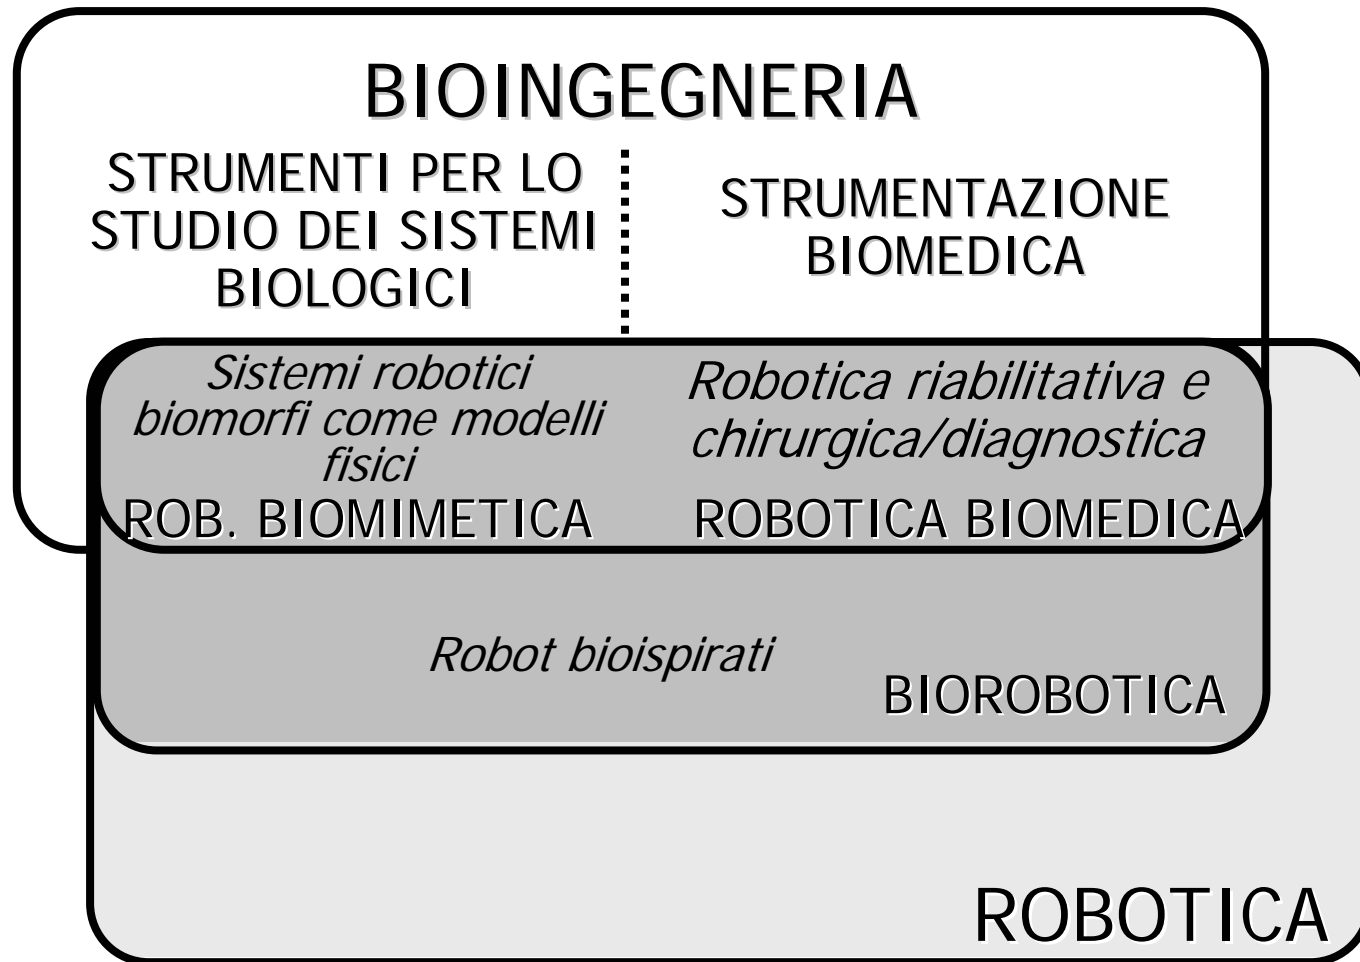 BIOINGEGNERIA
STRUMENTI PER LO
STUDIO DEI SISTEMI
BIOLOGICI
STRUMENTAZIONE
BIOMEDICA
Sistemi robotici
biomorfi come modelli
fisici
ROB. BIOMIMETICA
Robotica riabilitativa e
chirurgica/diagnostica
ROBOTICA BIOMEDICA
Robot bioispirati
BIOROBOTICA
ROBOTICA